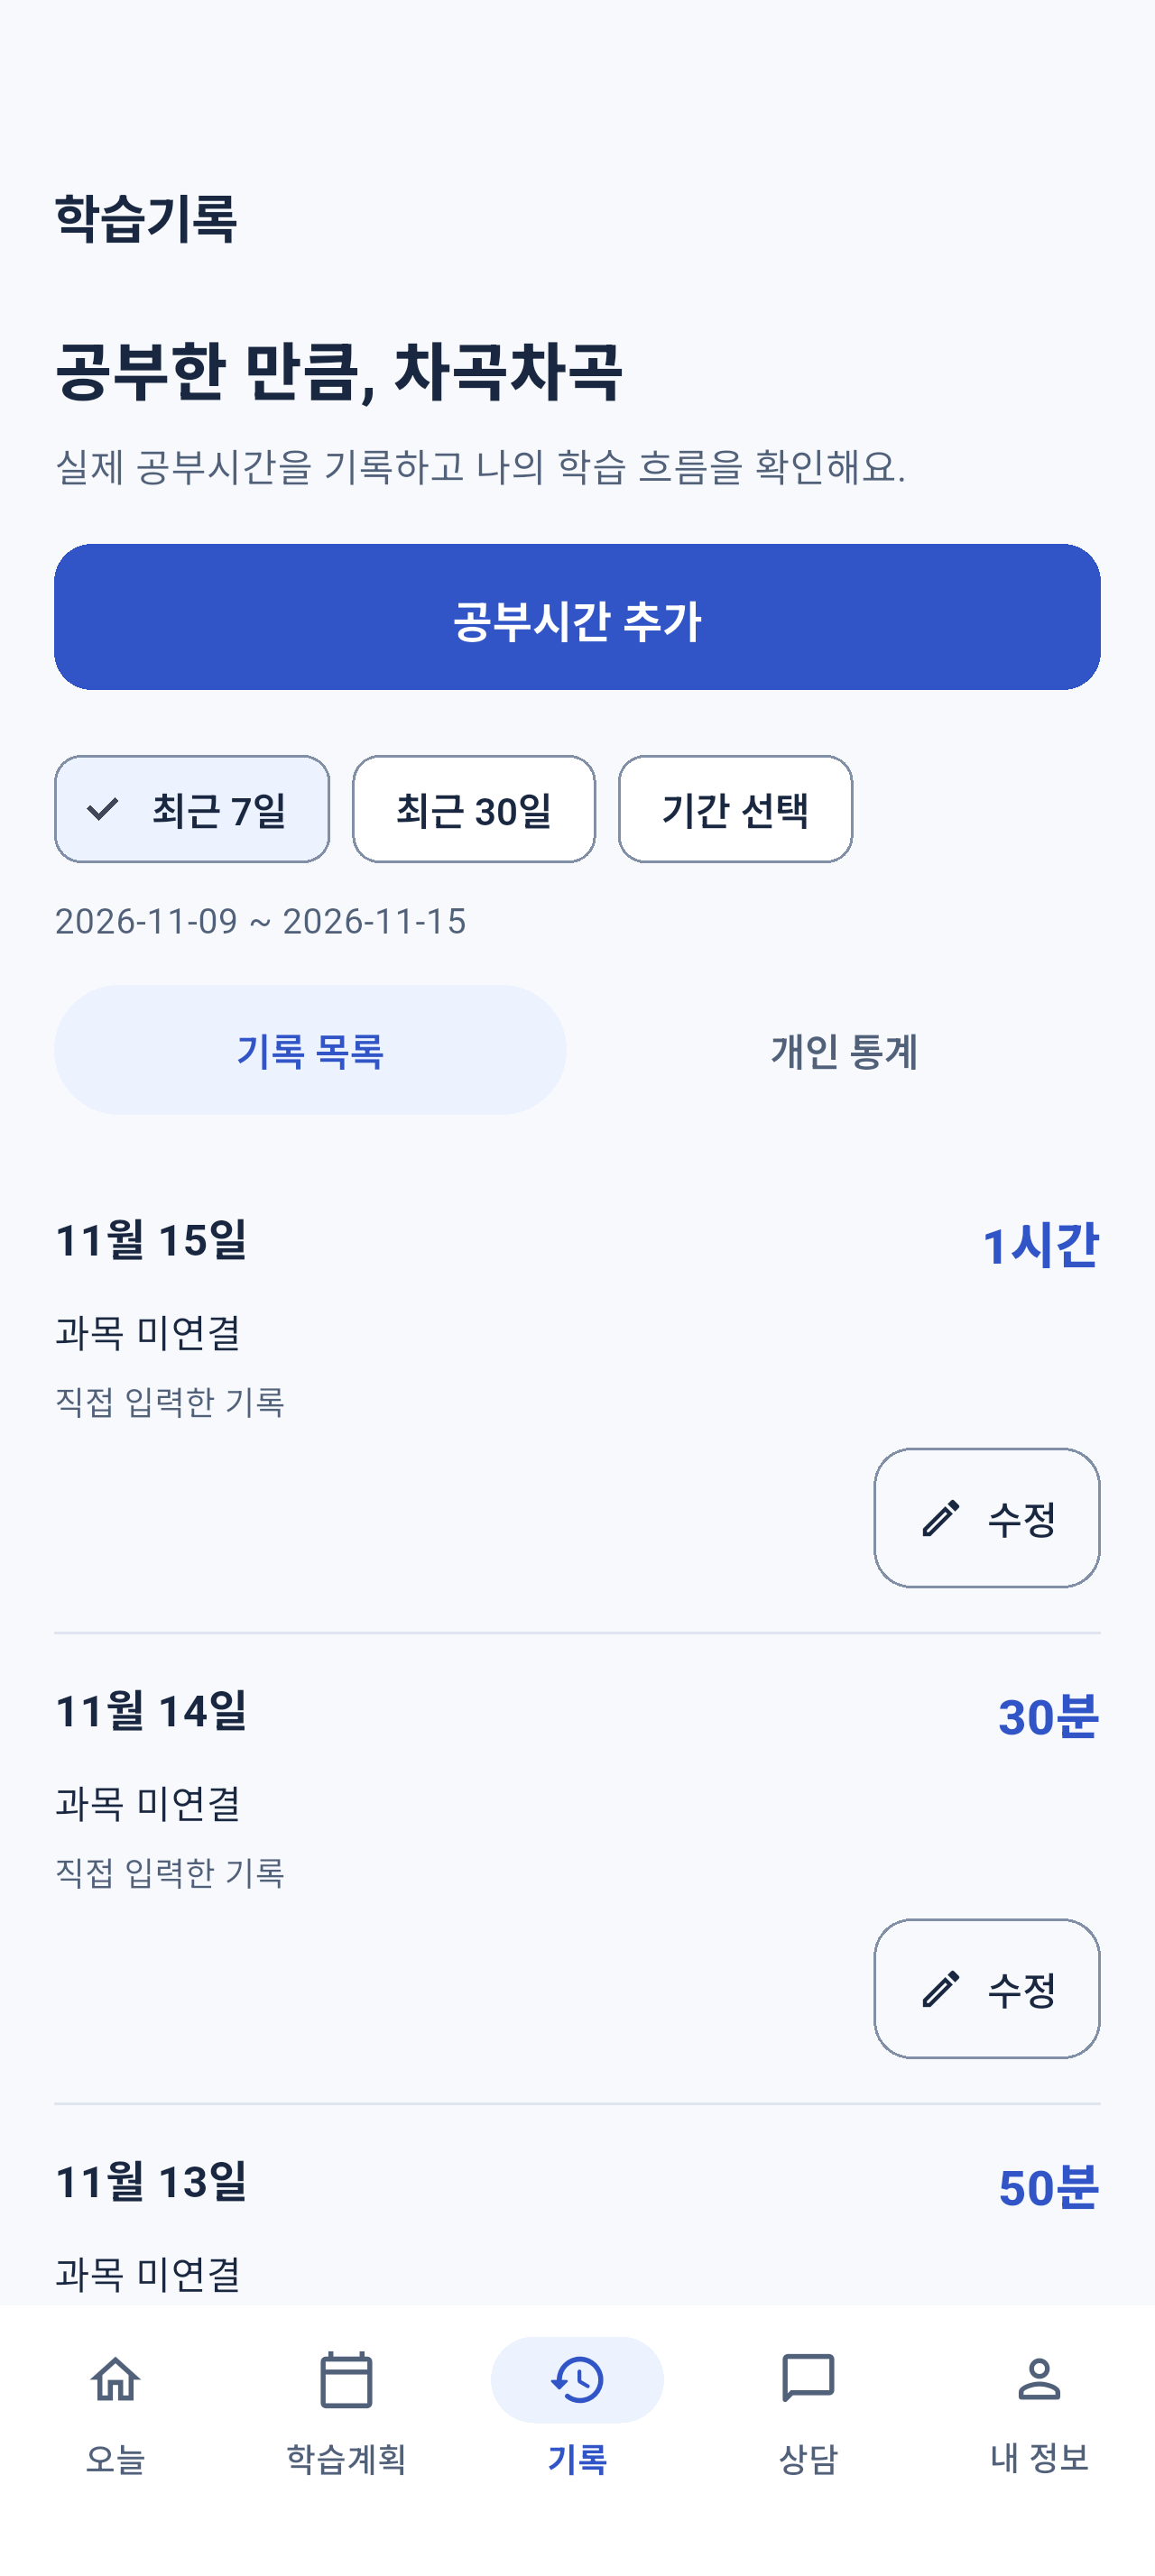 학습기록
공부한 만큼, 차곡차곡
실제 공부시간을 기록하고 나의 학습 흐름을 확인해요.
공부시간 추가
최근 7일 최근 30일 기간 선택
2026-11-09 ~ 2026-11-15
기록 목록 개인 통계
11월 15일 1시간
과목 미연결
직접 입력한 기록
수정
11월 14일 30분
과목 미연결
직접 입력한 기록
수정
11월 13일 50분
과목 미연결
오늘 학습계획 기록 상담 내 정보